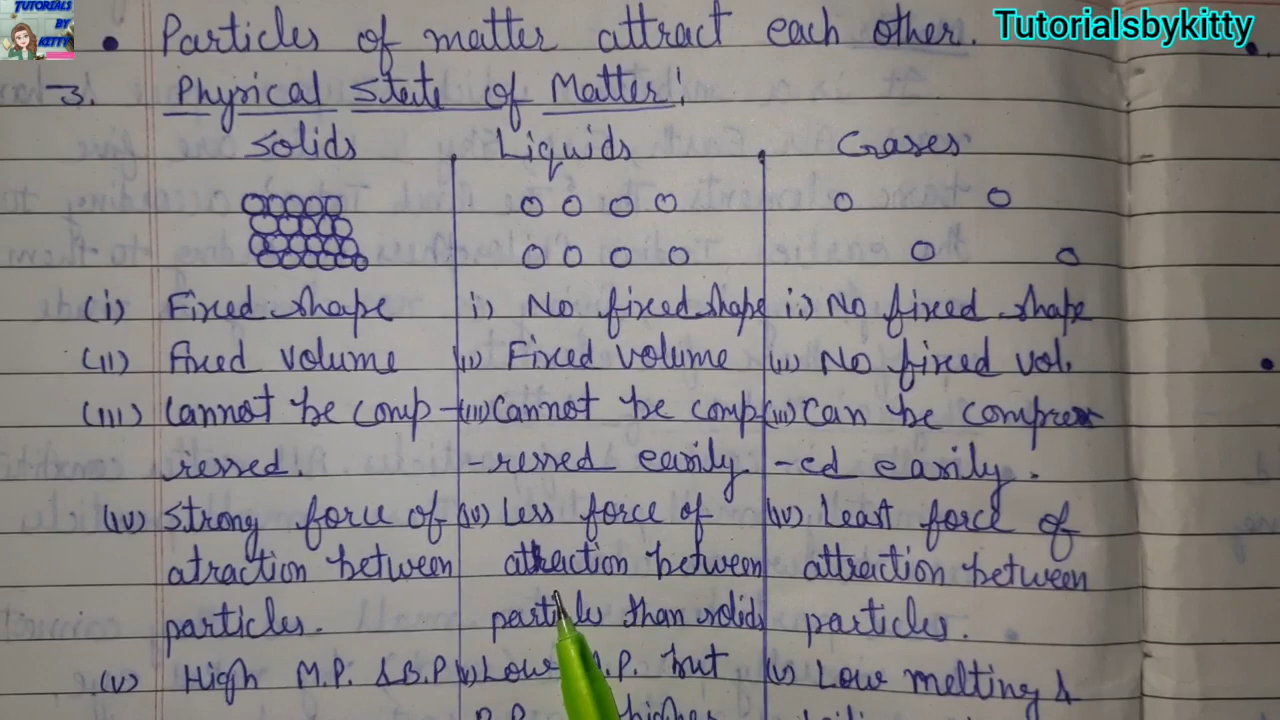 TUTORIALS
BY
KITTY
Tutorialsbykitty
• Particles of matter attract each other.
3. Physical State of Matter:
Solids Liquids Gases
(i) Fixed shape i) No fixed shape i) No fixed shape
(ii) Fixed volume (ii) Fixed volume (ii) No fixed vol.
(iii) Cannot be comp- (iii) Cannot be comp (iii) Can be compress
ressed. -ressed easily -ed easily.
(iv) Strong force of (iv) Less force of (iv) Least force of
atraction between attraction between attraction between
particles. particles than solids particles.
(v) High M.P. & B.P (v) Low M.P. but (v) Low melting &
B.P. higher